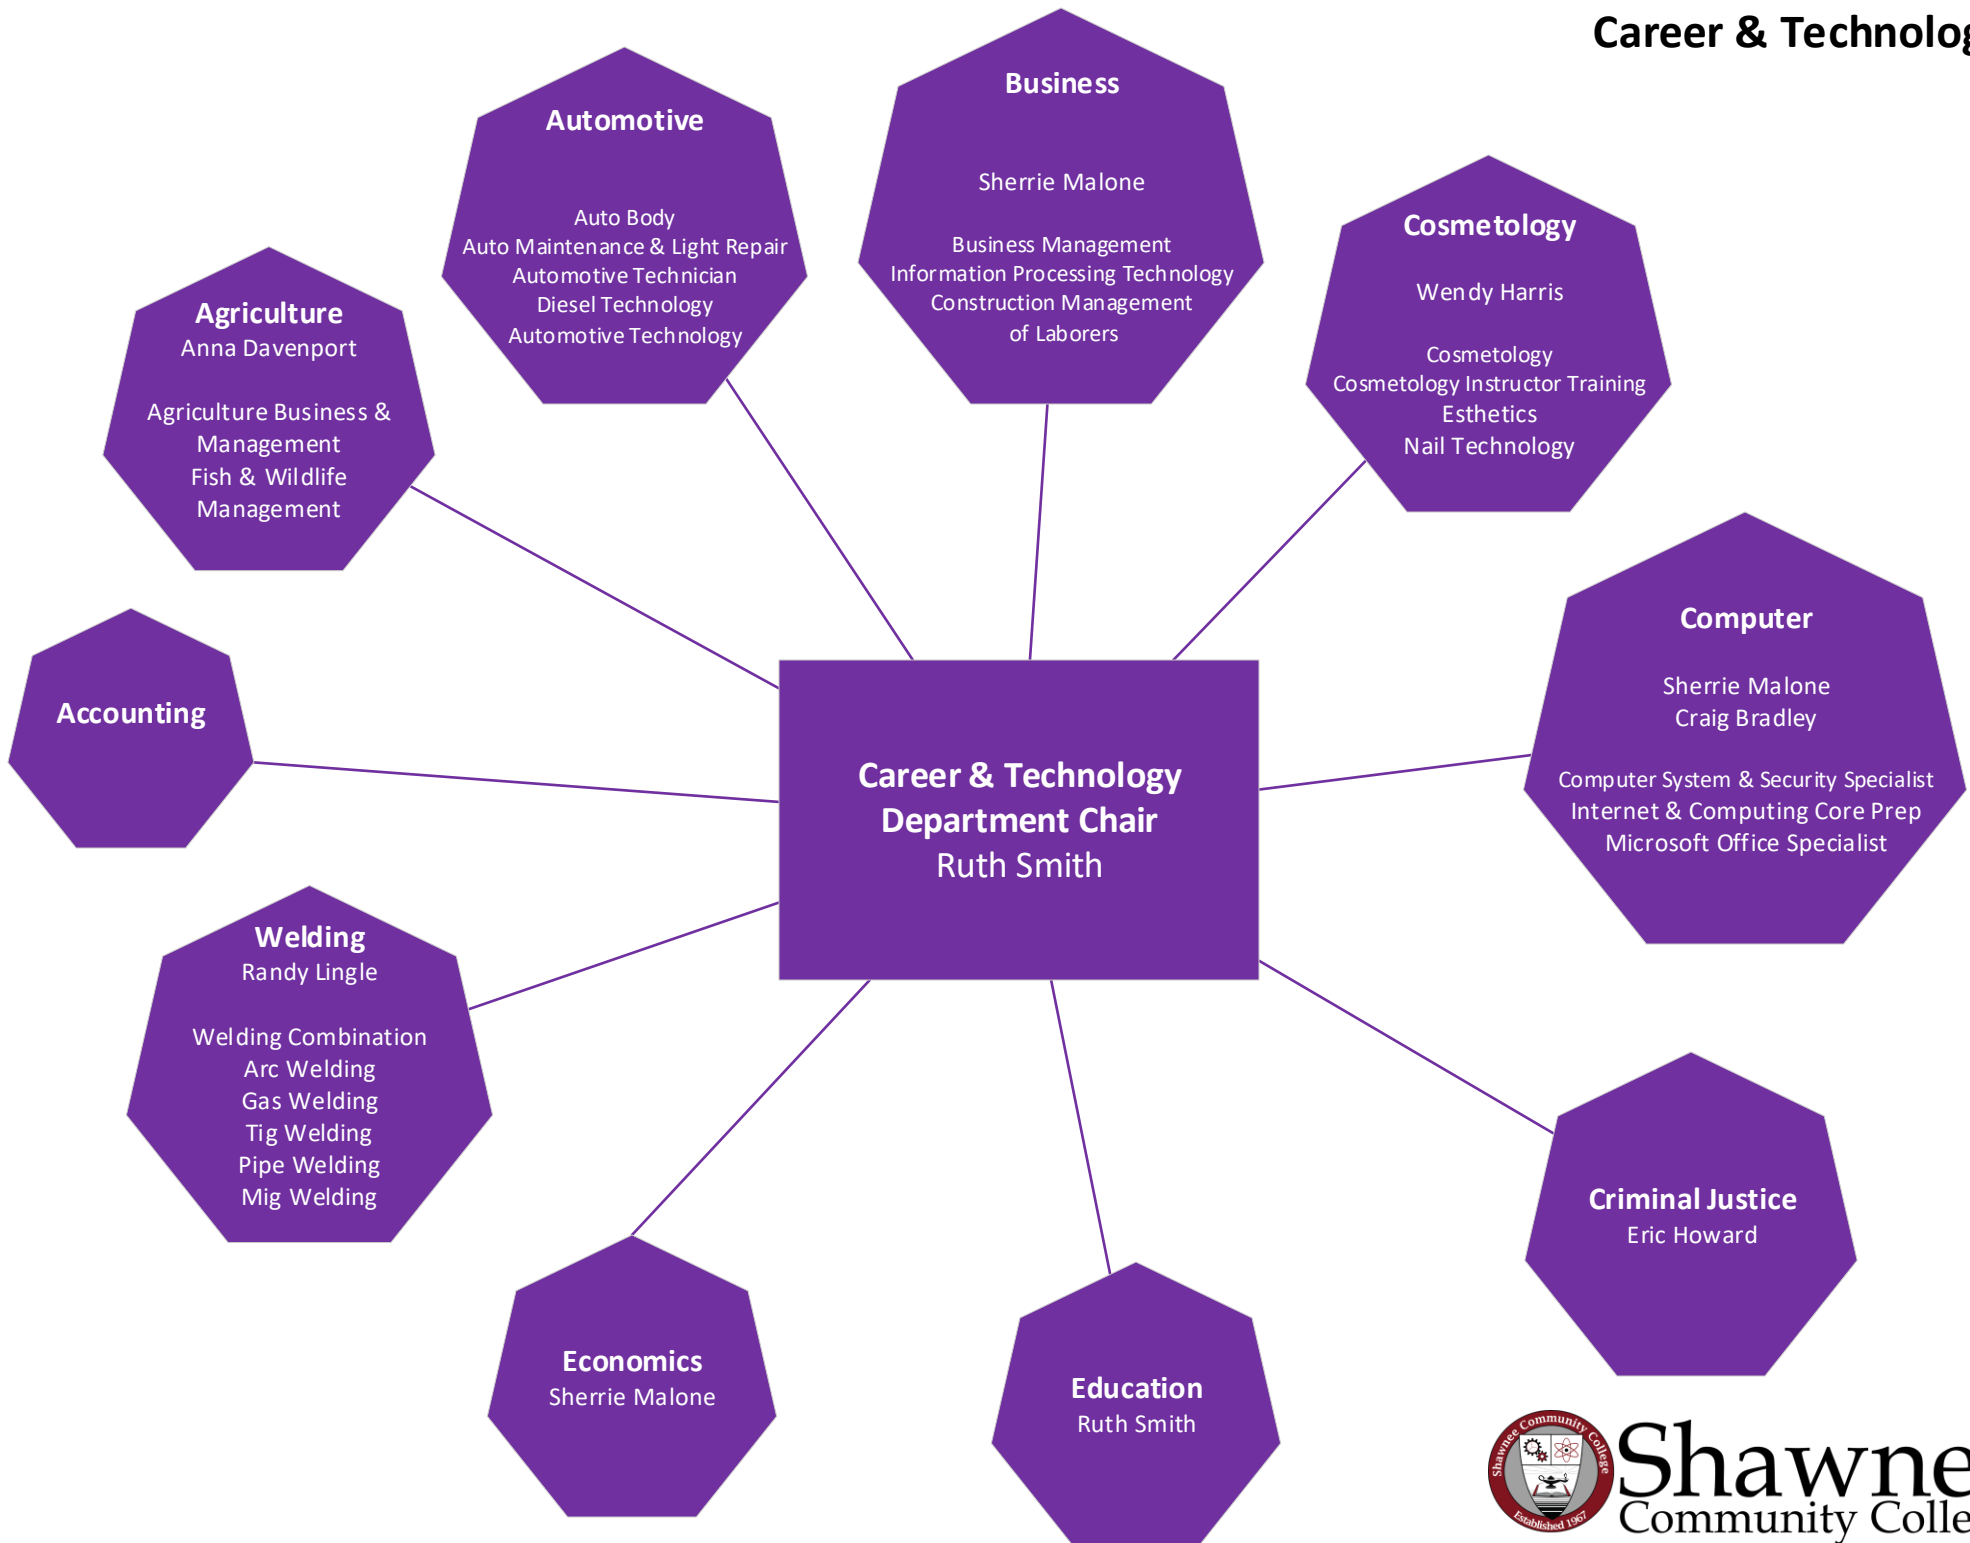 Career & Technolog
Business
Sherrie Malone
Business Management
Information Processing Technology
Construction Management
of Laborers
Automotive
Auto Body
Auto Maintenance & Light Repair
Automotive Technician
Diesel Technology
Automotive Technology
Cosmetology
Wendy Harris
Cosmetology
Cosmetology Instructor Training
Esthetics
Nail Technology
Agriculture
Anna Davenport
Agriculture Business &
Management
Fish & Wildlife
Management
Computer
Sherrie Malone
Craig Bradley
Computer System & Security Specialist
Internet & Computing Core Prep
Microsoft Office Specialist
Accounting
Career & Technology
Department Chair
Ruth Smith
Welding
Randy Lingle
Welding Combination
Arc Welding
Gas Welding
Tig Welding
Pipe Welding
Mig Welding
Criminal Justice
Eric Howard
Economics
Sherrie Malone
Education
Ruth Smith
Shawnee Community College
Established 1967
Shawne
Community Colle